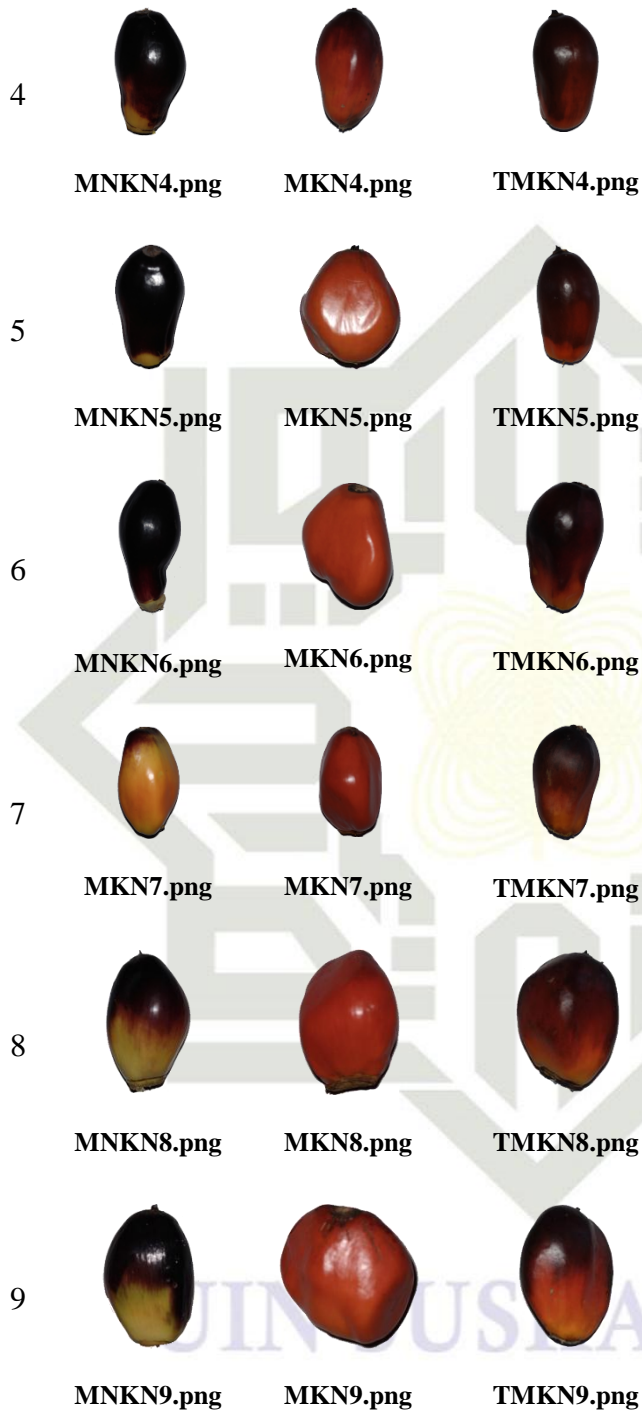 4
MNKN4.png MKN4.png TMKN4.png
5
MNKN5.png MKN5.png TMKN5.png
6
MNKN6.png MKN6.png TMKN6.png
7
MKN7.png MKN7.png TMKN7.png
8
MNKN8.png MKN8.png TMKN8.png
9
UIN SUSKA
MNKN9.png MKN9.png TMKN9.png